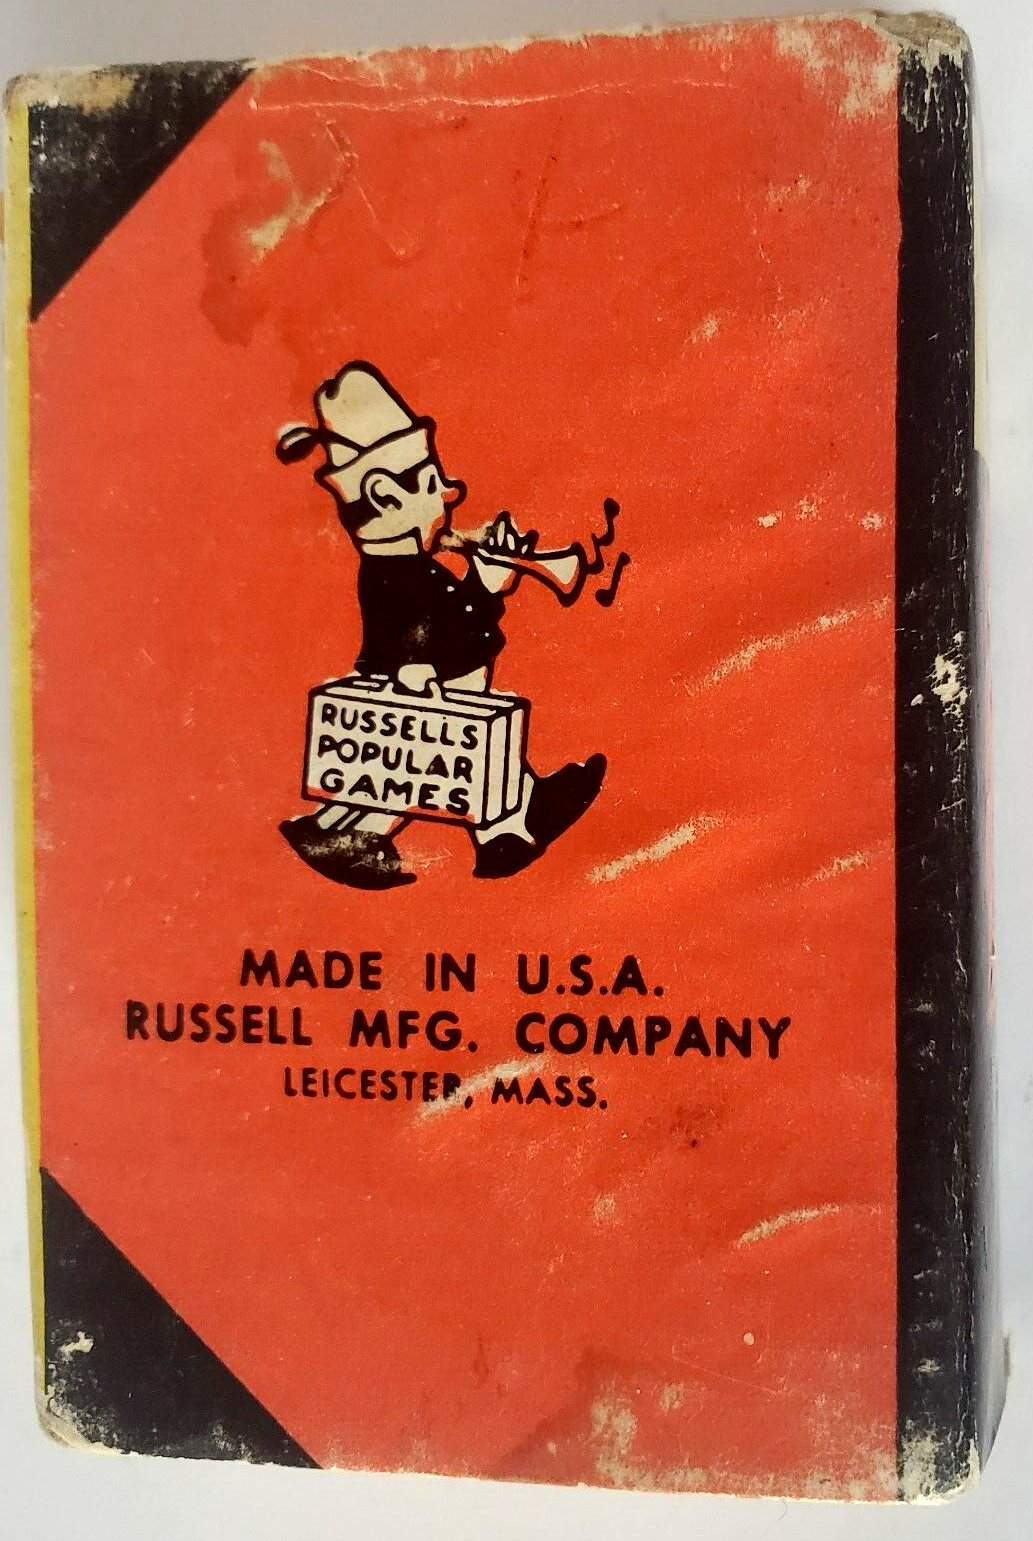 RUSSELLS
POPULAR
GAMES
MADE IN U.S.A.
RUSSELL MFG. COMPANY
LEICESTER, MASS.